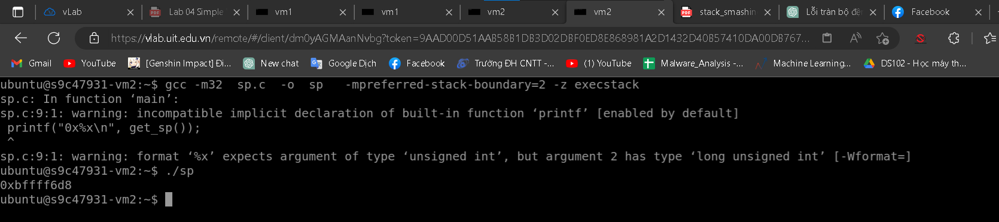 vLab
Lab 04 Simple
vm1
vm1
vm2
vm2
stack_smashin
Lỗi tràn bộ đệ
Facebook
https://vlab.uit.edu.vn/remote/#/client/dm0yAGMAanNvbg?token=9AAD00D51AAB58B1DB3D02DBF0ED8E868981A2D1432D40B57410DA00DB767...
Gmail
YouTube
[Genshin Impact] Đi...
New chat
Google Dịch
Facebook
Trường ĐH CNTT -...
(1) YouTube
Malware_Analysis -...
Machine Learning...
DS102 - Học máy th...
ubuntu@s9c47931-vm2:~$ gcc -m32  sp.c  -o  sp   -mpreferred-stack-boundary=2 -z execstack
sp.c: In function ‘main’:
sp.c:9:1: warning: incompatible implicit declaration of built-in function ‘printf’ [enabled by default]
printf("0x%x\n", get_sp());
^
sp.c:9:1: warning: format ‘%x’ expects argument of type ‘unsigned int’, but argument 2 has type ‘long unsigned int’ [-Wformat=]
ubuntu@s9c47931-vm2:~$ ./sp
0xbffff6d8
ubuntu@s9c47931-vm2:~$